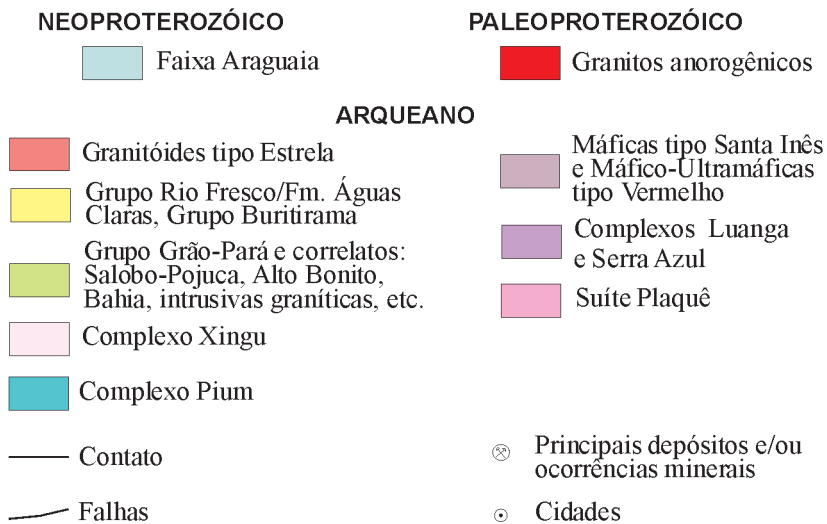 NEOPROTEROZÓICO
Faixa Araguaia
PALEOPROTEROZÓICO
Granitos anorogênicos
ARQUEANO
Granitóides tipo Estrela
Grupo Rio Fresco/Fm. Águas
Claras, Grupo Buritirama
Grupo Grão-Pará e correlatos:
Salobo-Pojuca, Alto Bonito,
Bahia, intrusivas graníticas, etc.
Complexo Xingu
Complexo Pium
Contato
Falhas
Máficas tipo Santa Inês
e Máfico-Ultramáficas
tipo Vermelho
Complexos Luanga
e Serra Azul
Suíte Plaquê
Principais depósitos e/ou
ocorrências minerais
Cidades